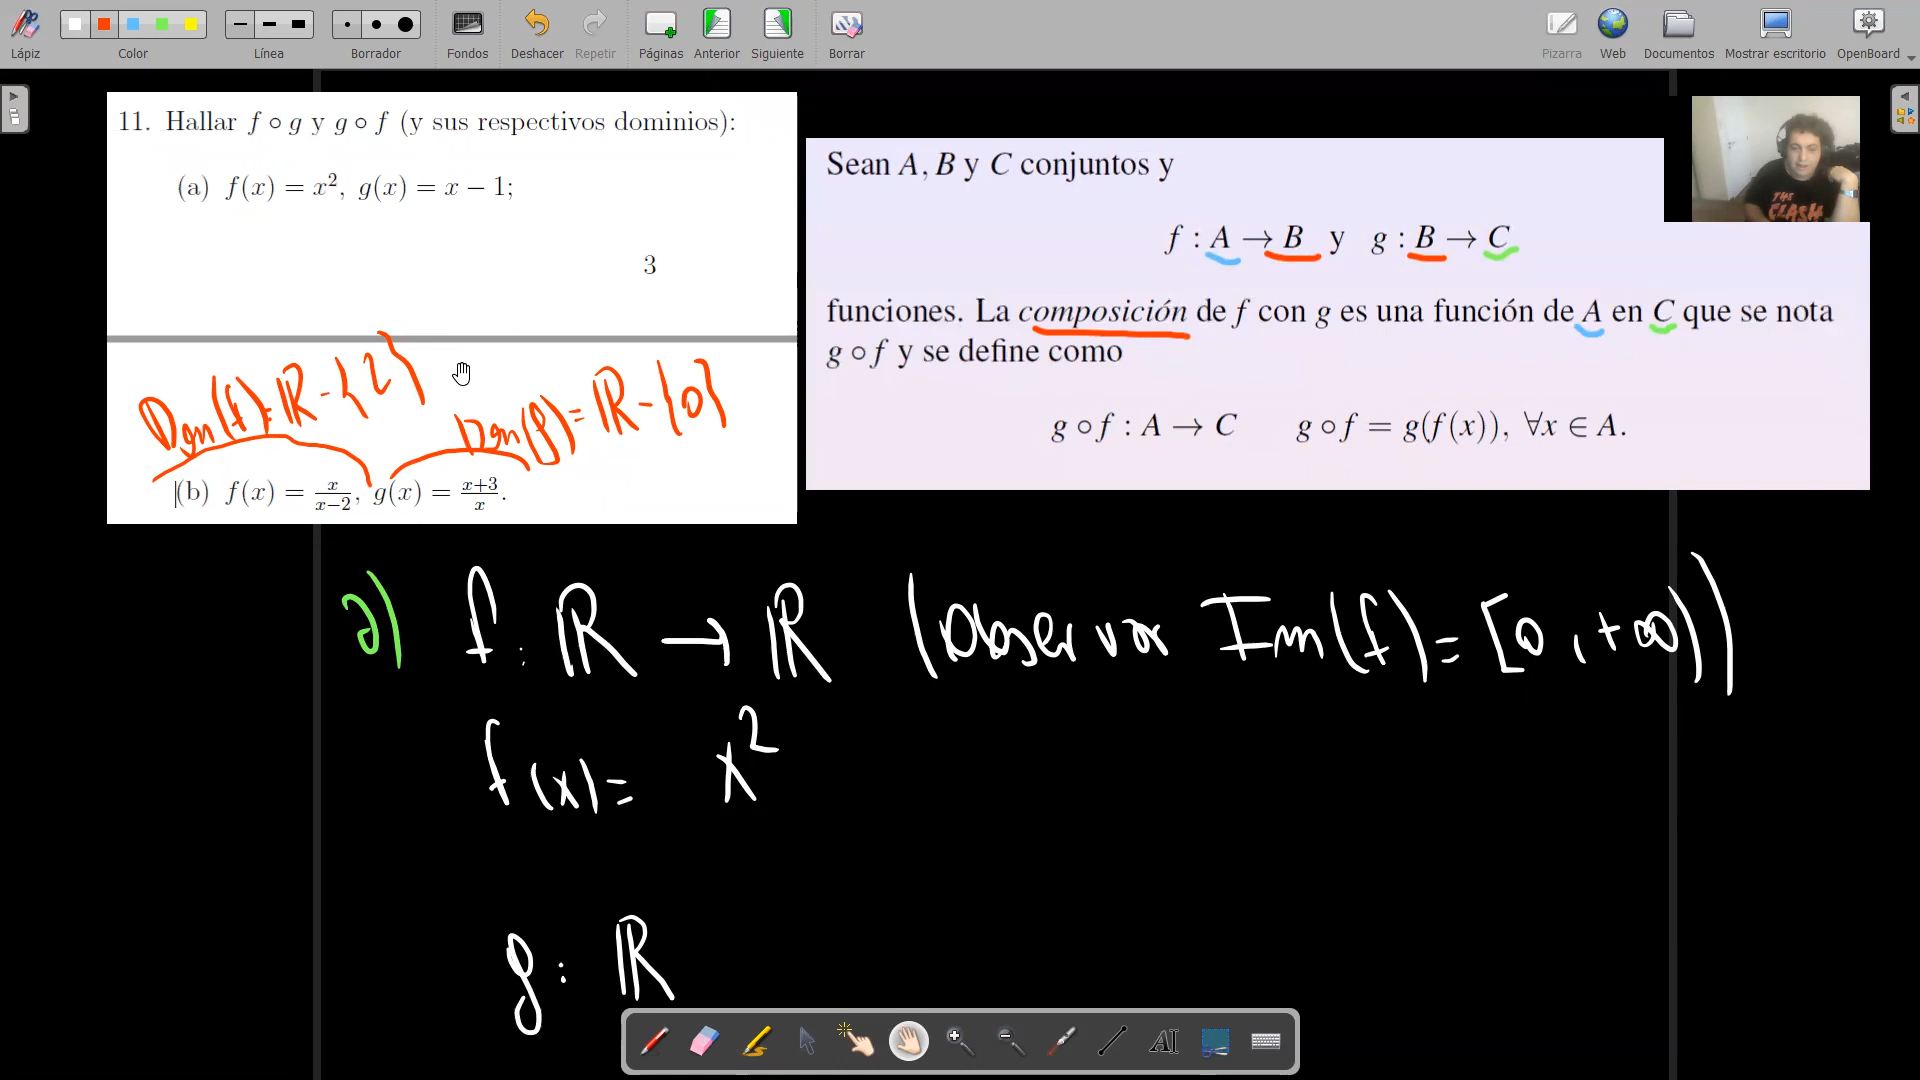 Lápiz
Color
Línea
Borrador
Fondos
Deshacer
Repetir
Páginas
Anterior
Siguiente
Borrar
Pizarra
Web
Documentos
Mostrar escritorio
OpenBoard
11. Hallar f ∘ g y g ∘ f (y sus respectivos dominios):
(a) f(x) = x², g(x) = x − 1;
3
Dom(f) = ℝ - {2}
Dom(g) = ℝ - {0}
(b) f(x) = x/(x−2), g(x) = (x+3)/x.
Sean A, B y C conjuntos y
f : A → B y g : B → C
funciones. La composición de f con g es una función de A en C que se nota
g ∘ f y se define como
g ∘ f : A → C g ∘ f = g(f(x)), ∀x ∈ A.
THE
CLASH
a) f: ℝ → ℝ (observar Im(f) = [0, +∞))
f(x) = x²
g: ℝ